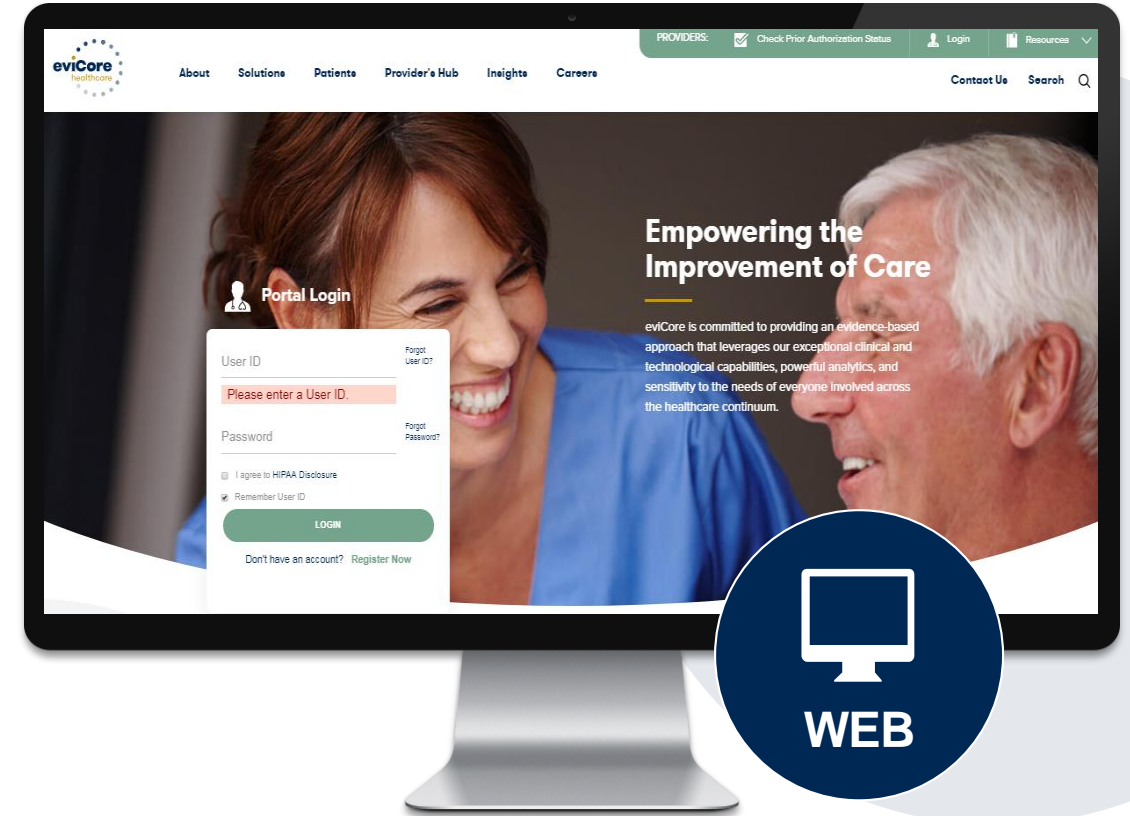 PROVIDERS: Check Prior Authorization Status Login Resources
eviCore
healthcare
About Solutions Patients Provider's Hub Insights Careers
Contact Us Search
Empowering the
Improvement of Care
eviCore is committed to providing an evidence-based
approach that leverages our exceptional clinical and
technological capabilities, powerful analytics, and
sensitivity to the needs of everyone involved across
the healthcare continuum.
Portal Login
User ID
Forgot
User ID?
Please enter a User ID.
Password
Forgot
Password?
I agree to HIPAA Disclosure
Remember User ID
LOGIN
Don't have an account? Register Now
WEB